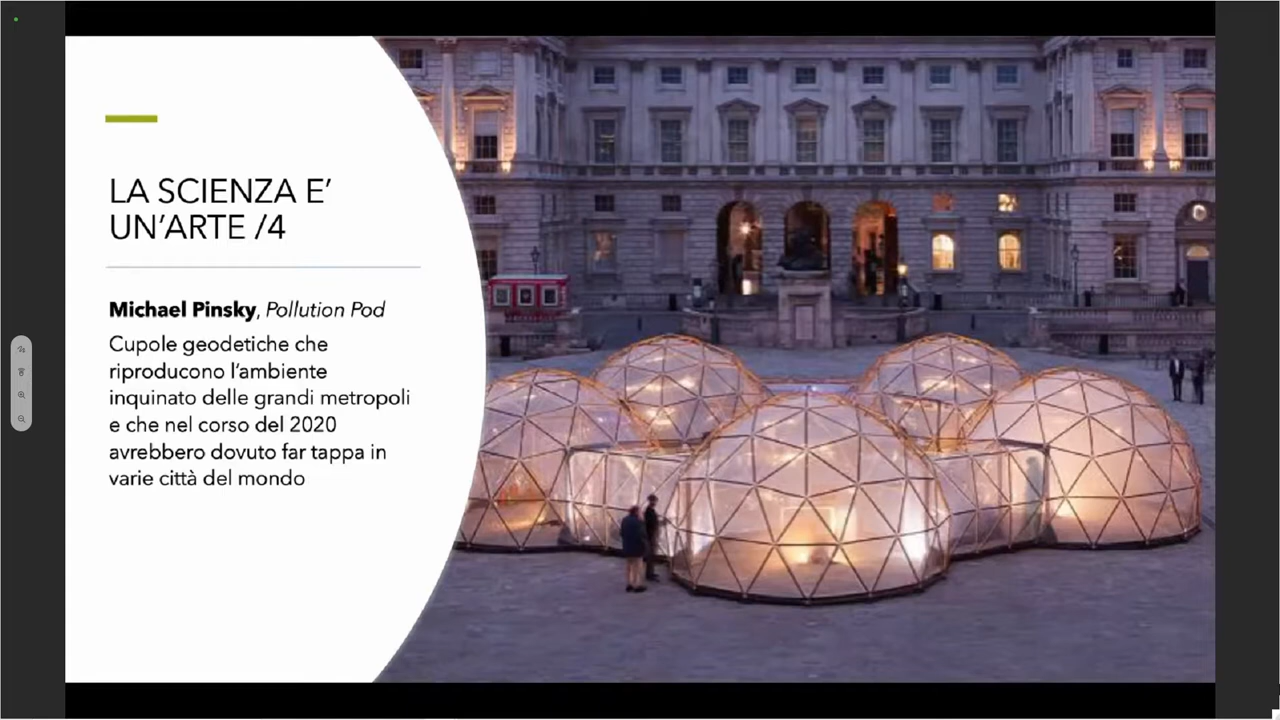 LA SCIENZA E’
UN’ARTE /4
Michael Pinsky, Pollution Pod
Cupole geodetiche che
riproducono l’ambiente
inquinato delle grandi metropoli
e che nel corso del 2020
avrebbero dovuto far tappa in
varie città del mondo